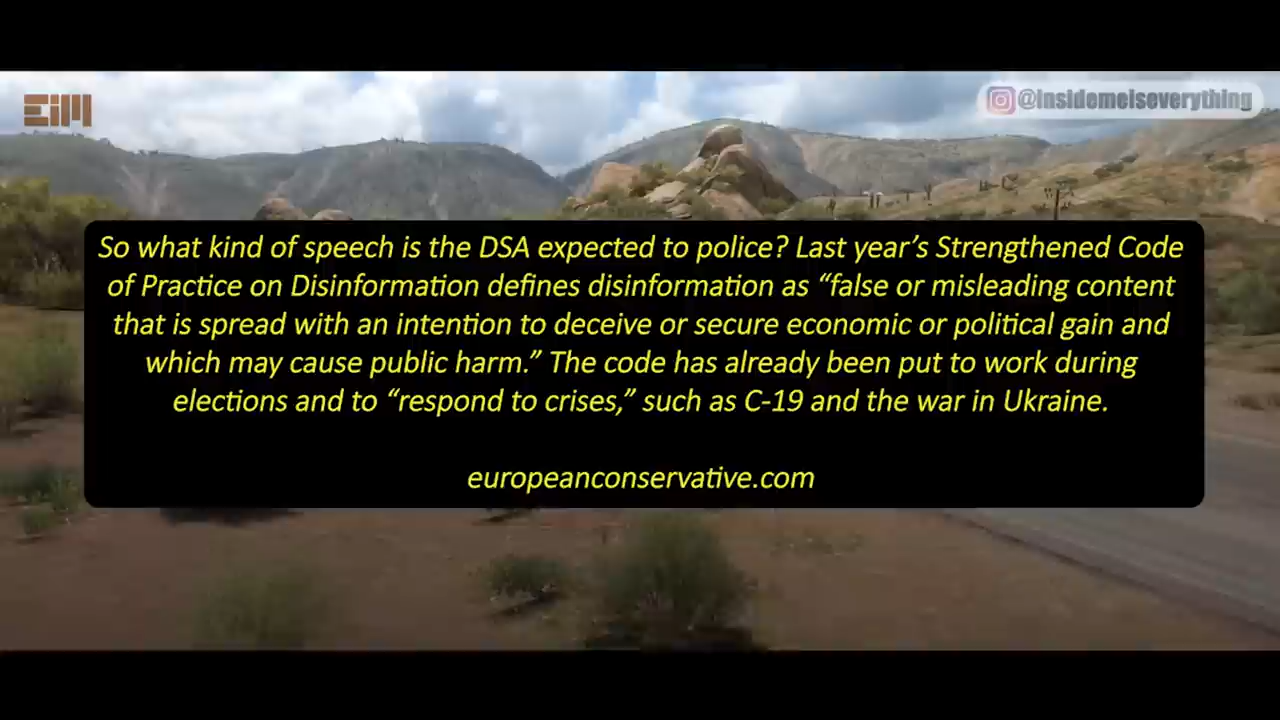 EiM
@insidemeiseverything
So what kind of speech is the DSA expected to police? Last year’s Strengthened Code
of Practice on Disinformation defines disinformation as “false or misleading content
that is spread with an intention to deceive or secure economic or political gain and
which may cause public harm.” The code has already been put to work during
elections and to “respond to crises,” such as C-19 and the war in Ukraine.
europeanconservative.com